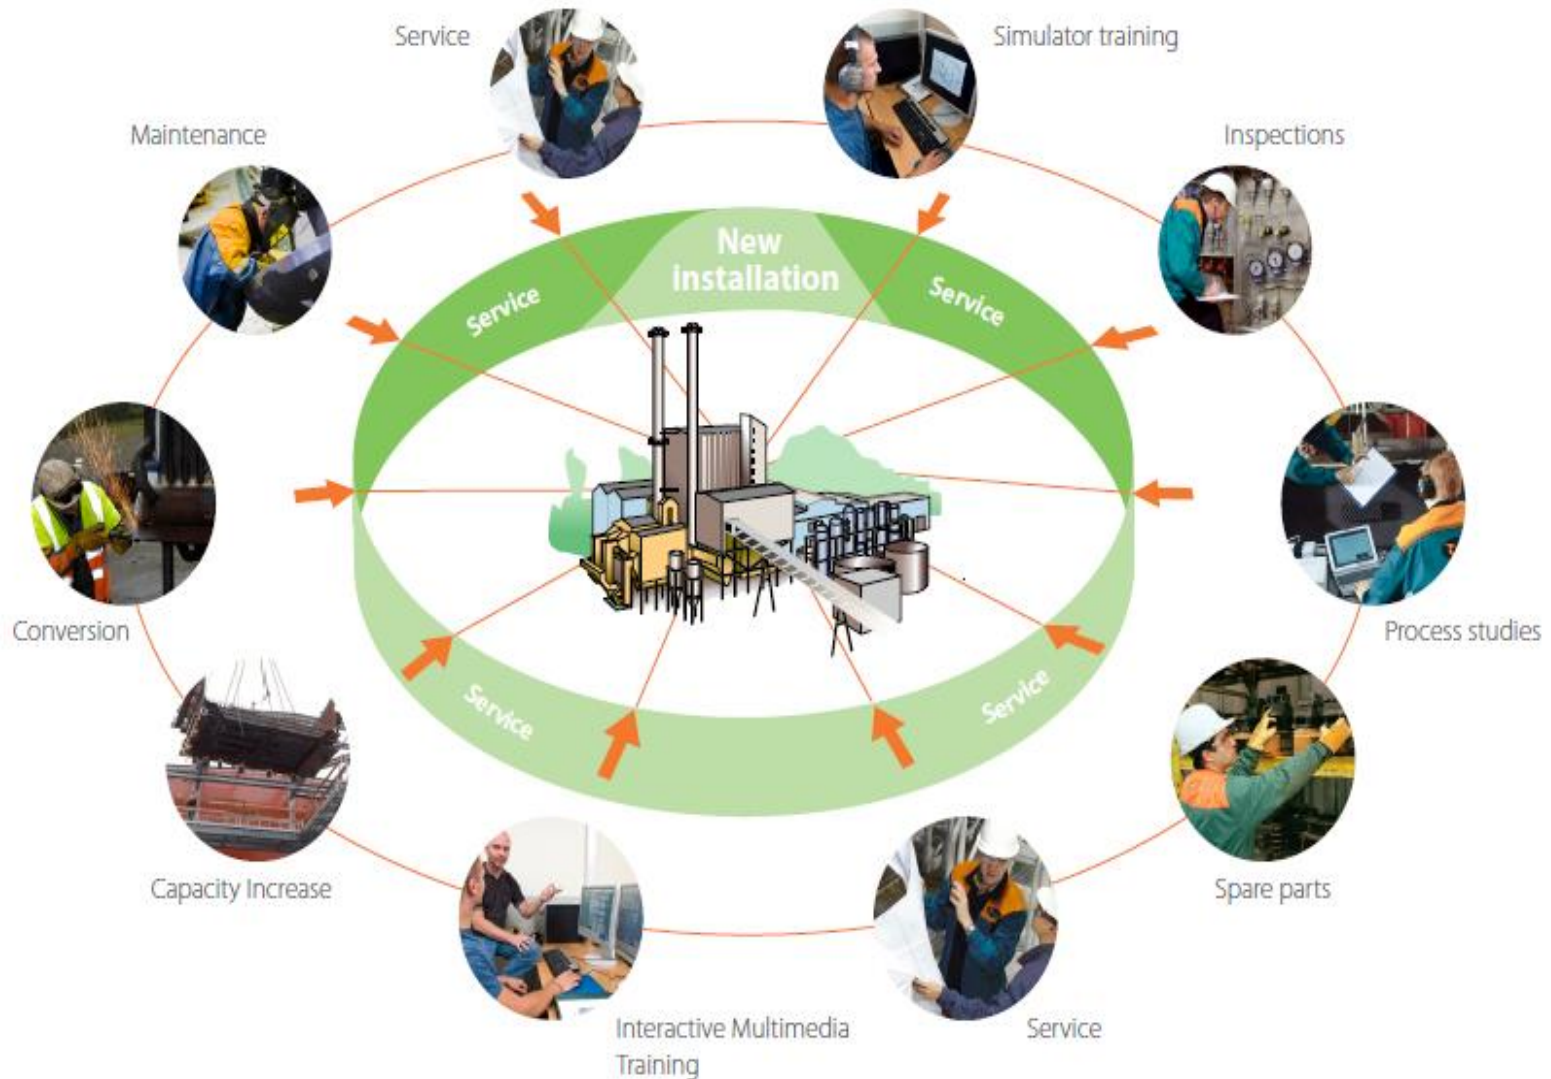 Service
Simulator training
Maintenance
Inspections
New
installation
Service
Service
Conversion
Process studies
Service
Service
Capacity Increase
Spare parts
Interactive Multimedia
Training
Service